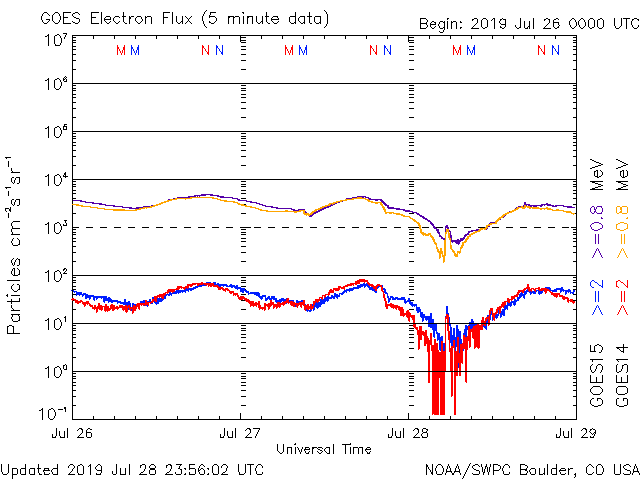 GOES Electron Flux (5 minute data)
Begin: 2019 Jul 26 0000 UTC
10⁷
M M N N M M N N M M N N
10⁶
10⁵
10⁴
10³
10²
10¹
10⁰
10⁻¹
Particles cm⁻²s⁻¹sr⁻¹
Jul 26 Jul 27 Jul 28 Jul 29
Universal Time
GOES15 >=2 >=0.8 MeV
GOES14 >=2 >=0.8 MeV
Updated 2019 Jul 28 23:56:02 UTC
NOAA/SWPC Boulder, CO USA